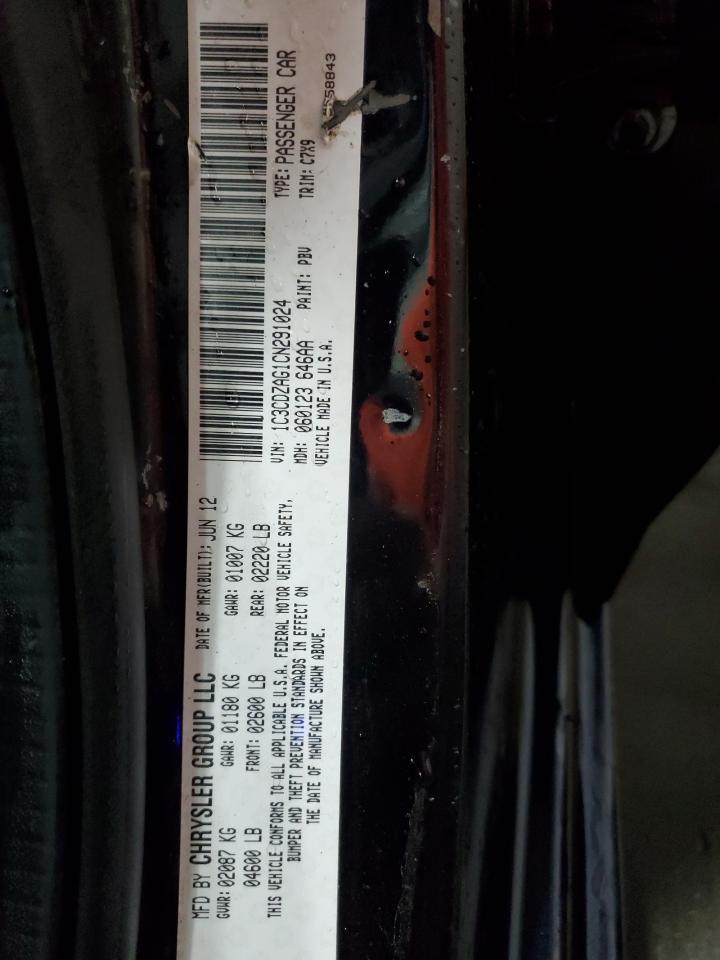 MFD BY CHRYSLER GROUP LLC DATE OF MFR(BUILT): JUN 12
GVWR: 02087 KG GAWR: 01180 KG GAWR: 01007 KG
04600 LB FRONT: 02600 LB REAR: 02220 LB
THIS VEHICLE CONFORMS TO ALL APPLICABLE U.S.A. FEDERAL MOTOR VEHICLE SAFETY,
BUMPER AND THEFT PREVENTION STANDARDS IN EFFECT ON
THE DATE OF MANUFACTURE SHOWN ABOVE.
VIN: 1C3CDZAG1CN291024 TYPE: PASSENGER CAR
MDH: 060123 646AA PAINT: PBV TRIM: C7X9
VEHICLE MADE IN U.S.A.